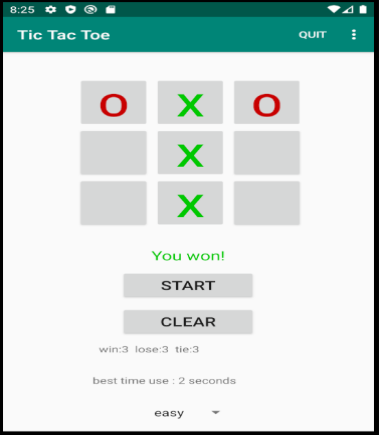 8:25
Tic Tac Toe QUIT
O X O
X
X
You won!
START
CLEAR
win:3 lose:3 tie:3
best time use : 2 seconds
easy